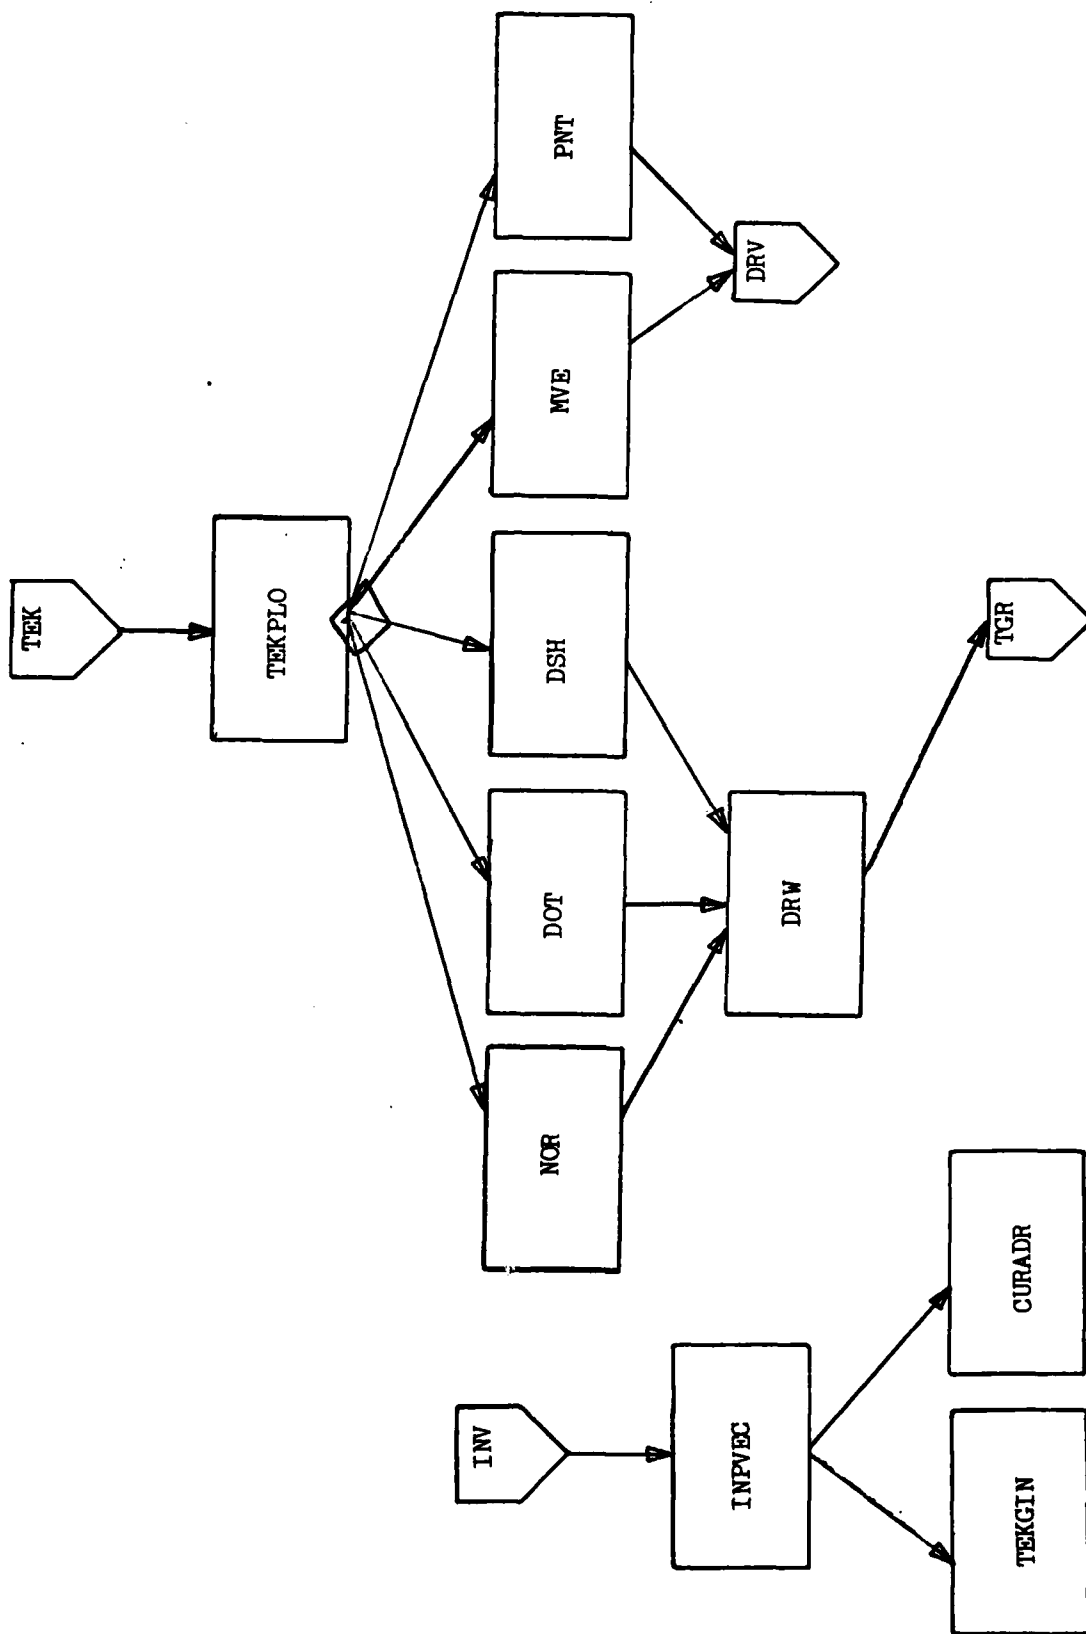 TEK
TEKPLO
NOR
DOT
DSH
MVE
PNT
DRW
DRV
TGR
INV
INPVEC
TEKGIN
CURADR